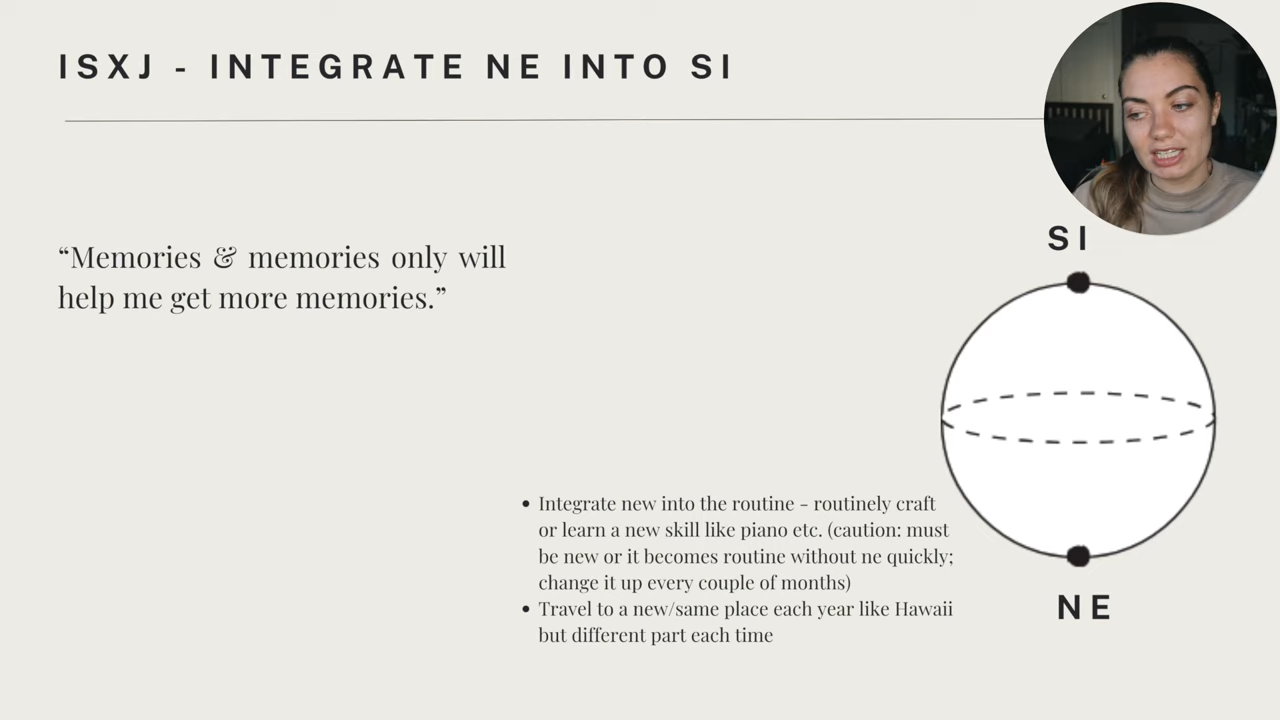 ISXJ - INTEGRATE NE INTO SI
“Memories & memories only will
help me get more memories.”
SI
• Integrate new into the routine - routinely craft
or learn a new skill like piano etc. (caution: must
be new or it becomes routine without ne quickly;
change it up every couple of months)
• Travel to a new/same place each year like Hawaii
but different part each time
NE